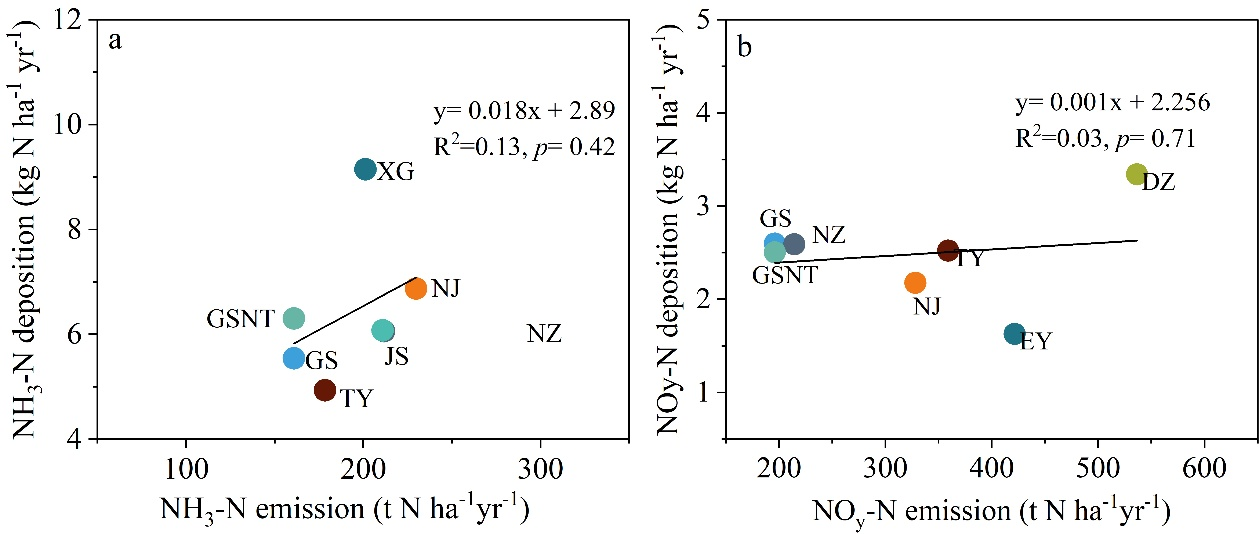 a
y= 0.018x + 2.89
R²=0.13, p= 0.42
XG
NJ
GSNT
NZ
JS
GS
TY
12
10
8
6
4
100
200
300
NH₃-N deposition (kg N ha⁻¹ yr⁻¹)
NH₃-N emission (t N ha⁻¹yr⁻¹)
b
y= 0.001x + 2.256
R²=0.03, p= 0.71
DZ
GS
NZ
TY
GSNT
NJ
EY
5
4
3
2
1
200
300
400
500
600
NOy-N deposition (kg N ha⁻¹ yr⁻¹)
NOy-N emission (t N ha⁻¹yr⁻¹)